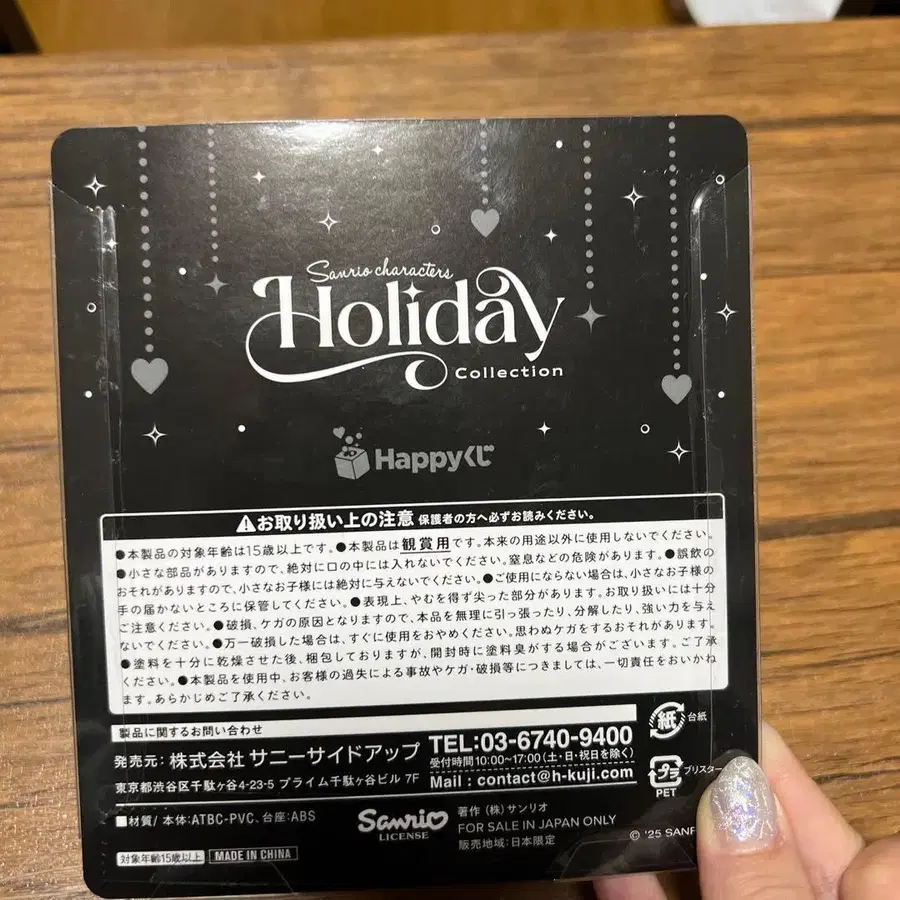 Sanrio characters
Holiday
Collection
Happyくじ
⚠お取り扱い上の注意 保護者の方へ必ずお読みください。
●本製品の対象年齢は15歳以上です。●本製品は観賞用です。本来の用途以外に使用しないでください。
●小さな部品がありますので、絶対に口の中には入れないでください。窒息などの危険があります。●誤飲の
おそれがありますので、小さなお子様には絶対に与えないでください。●ご使用にならない場合は、小さなお子様の
手の届かないところに保管してください。●表現上、やむを得ず尖った部分があります。お取り扱いには十分
ご注意ください。●破損、ケガの原因となりますので、本品を無理に引っ張ったり、分解したり、強い力を与え
ないでください。●万一破損した場合は、すぐに使用をおやめください。思わぬケガをするおそれがあります。
●塗料を十分に乾燥させた後、梱包しておりますが、開封時に塗料臭がする場合がございます。ご了承
ください。●本製品を使用中、お客様の過失による事故やケガ・破損等につきましては、一切責任をおいかね
ます。あらかじめご了承ください。
製品に関するお問い合わせ
発売元：株式会社 サニーサイドアップ
東京都渋谷区千駄ヶ谷4-23-5 プライム千駄ヶ谷ビル 7F
TEL:03-6740-9400
受付時間10:00~17:00（土・日・祝日を除く）
Mail : contact@h-kuji.com
紙 台紙
プラ ブリスター
PET
■材質／本体:ATBC-PVC、台座:ABS
Sanrio
LICENSE
著作（株）サンリオ
FOR SALE IN JAPAN ONLY
販売地域：日本限定
対象年齢15歳以上
MADE IN CHINA
© '25 SANR